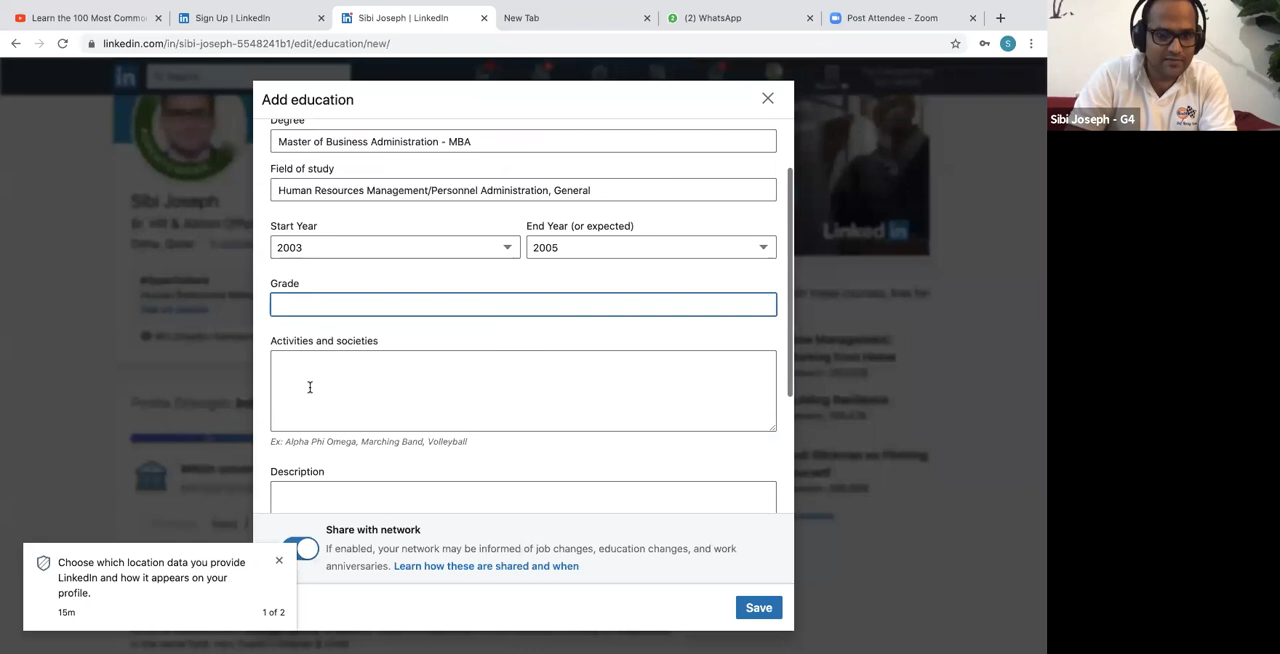 Learn the 100 Most Commo
Sign Up | LinkedIn
Sibi Joseph | LinkedIn
New Tab
(2) WhatsApp
Post Attendee - Zoom
linkedin.com/in/sibi-joseph-5548241b1/edit/education/new/
S
Sibi Joseph - G4
Add education
Degree
Master of Business Administration - MBA
Field of study
Human Resources Management/Personnel Administration, General
Start Year
End Year (or expected)
2003
2005
Grade
Activities and societies
Ex: Alpha Phi Omega, Marching Band, Volleyball
Description
Share with network
If enabled, your network may be informed of job changes, education changes, and work
anniversaries. Learn how these are shared and when
Save
Choose which location data you provide
LinkedIn and how it appears on your
profile.
15m
1 of 2
in
Sibi Joseph
Linked in